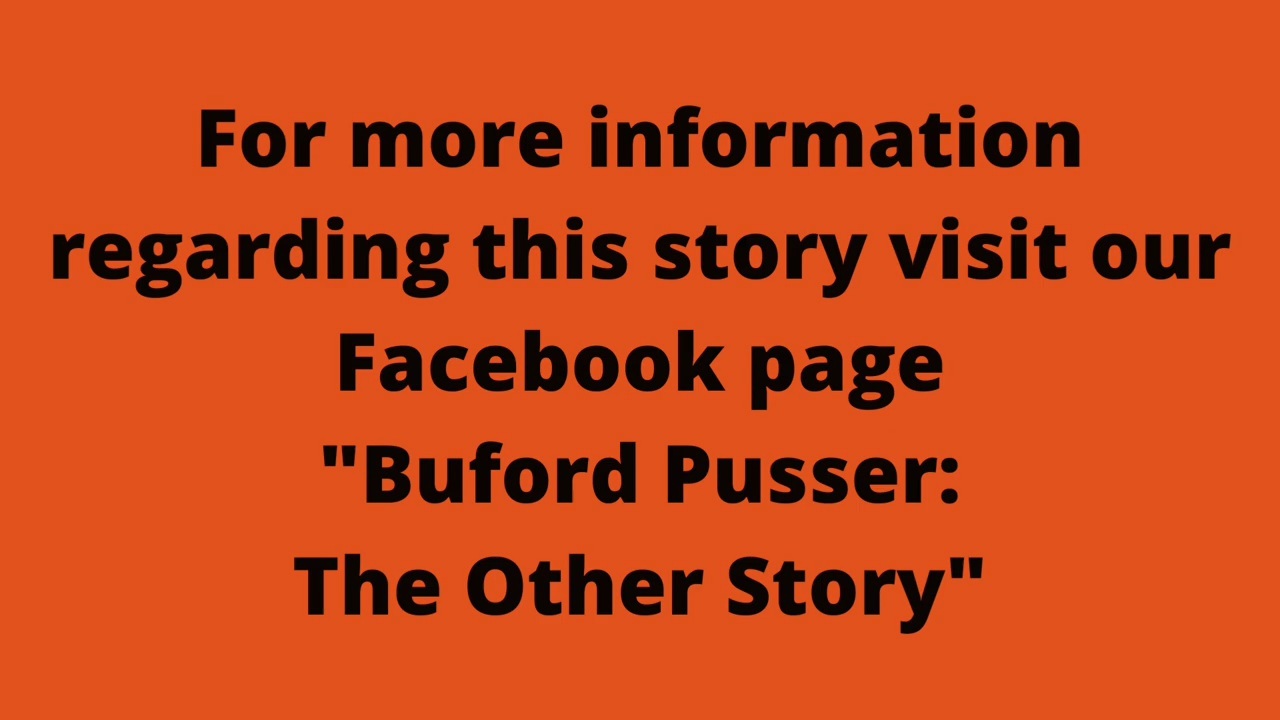 For more information
regarding this story visit our
Facebook page
"Buford Pusser:
The Other Story"